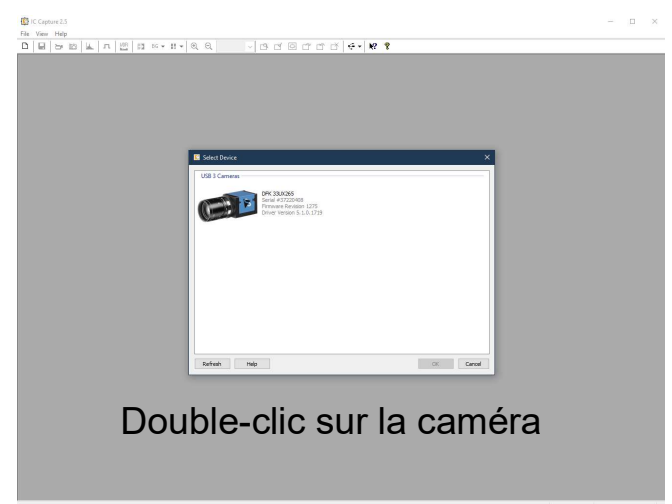 IC Capture 2.5
File View Help
Select Device
USB 3 Cameras
DFK 33UX265
Serial #37220488
Firmware Revision 1275
Driver Version 5.1.0.1719
Refresh Help OK Cancel
Double-clic sur la caméra